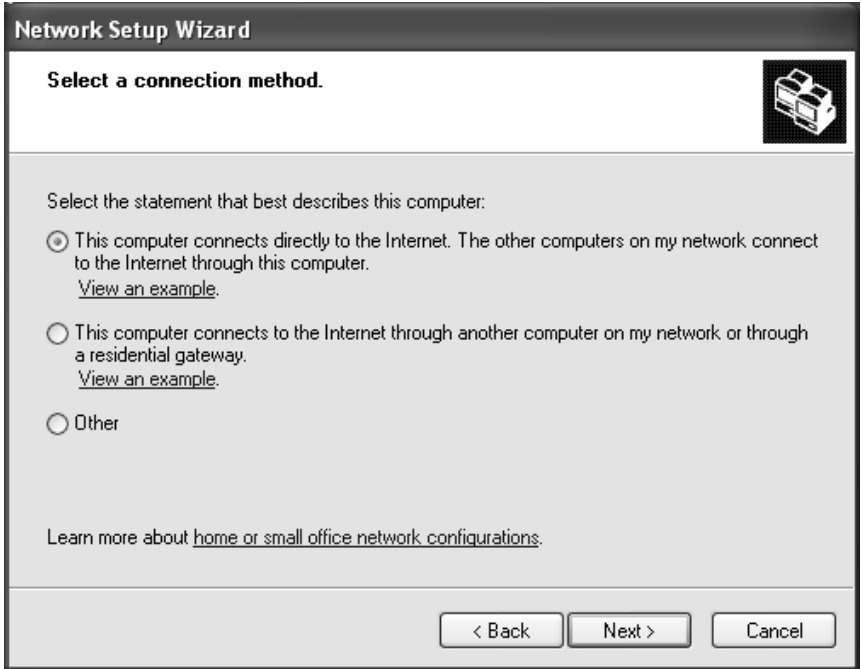 Network Setup Wizard
Select a connection method.
Select the statement that best describes this computer:
This computer connects directly to the Internet. The other computers on my network connect
to the Internet through this computer.
View an example.
This computer connects to the Internet through another computer on my network or through
a residential gateway.
View an example.
Other
Learn more about home or small office network configurations.
< Back Next > Cancel